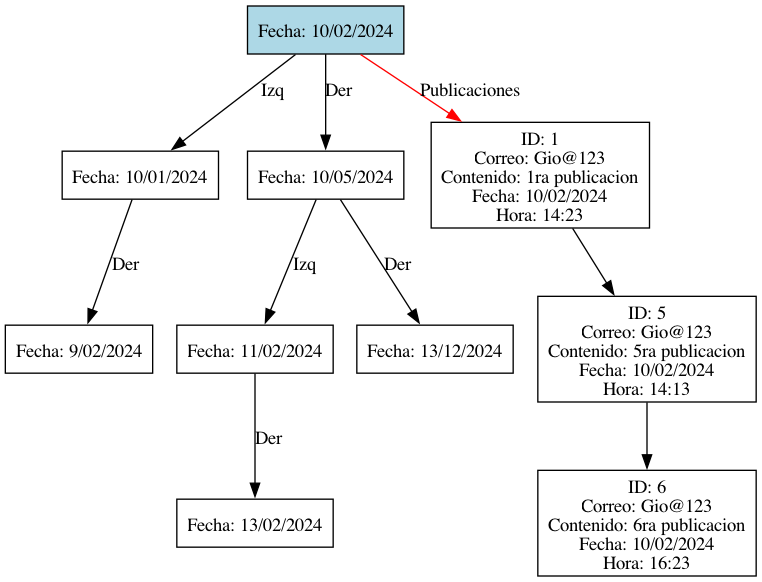 Fecha: 10/02/2024
Izq
Der
Publicaciones
Fecha: 10/01/2024
Fecha: 10/05/2024
ID: 1
Correo: Gio@123
Contenido: 1ra publicacion
Fecha: 10/02/2024
Hora: 14:23
Der
Izq
Der
Fecha: 9/02/2024
Fecha: 11/02/2024
Fecha: 13/12/2024
ID: 5
Correo: Gio@123
Contenido: 5ra publicacion
Fecha: 10/02/2024
Hora: 14:13
Der
Fecha: 13/02/2024
ID: 6
Correo: Gio@123
Contenido: 6ra publicacion
Fecha: 10/02/2024
Hora: 16:23